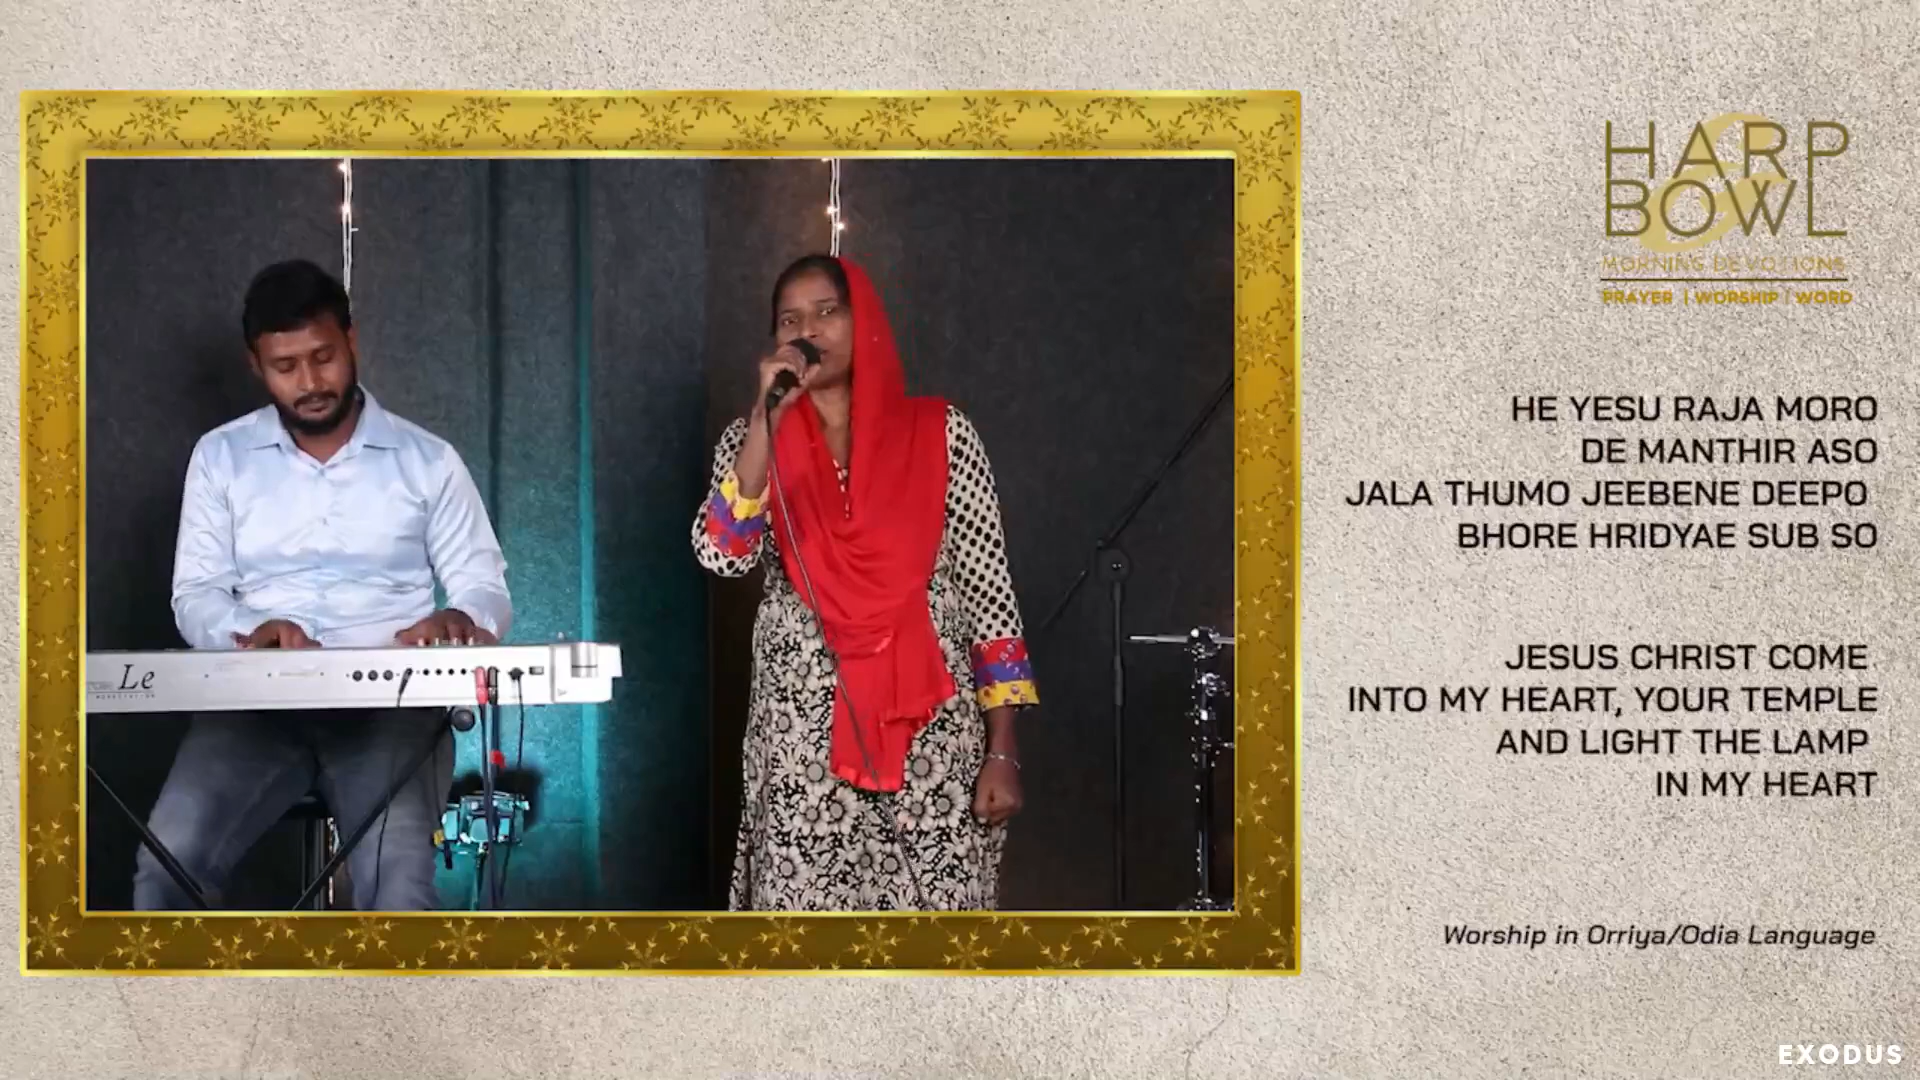 HARP
&
BOWL
MORNING DEVOTIONS
PRAYER | WORSHIP | WORD
HE YESU RAJA MORO
DE MANTHIR ASO
JALA THUMO JEEBENE DEEPO
BHORE HRIDYAE SUB SO
JESUS CHRIST COME
INTO MY HEART, YOUR TEMPLE
AND LIGHT THE LAMP
IN MY HEART
Le
Worship in Orriya/Odia Language
EXODUS